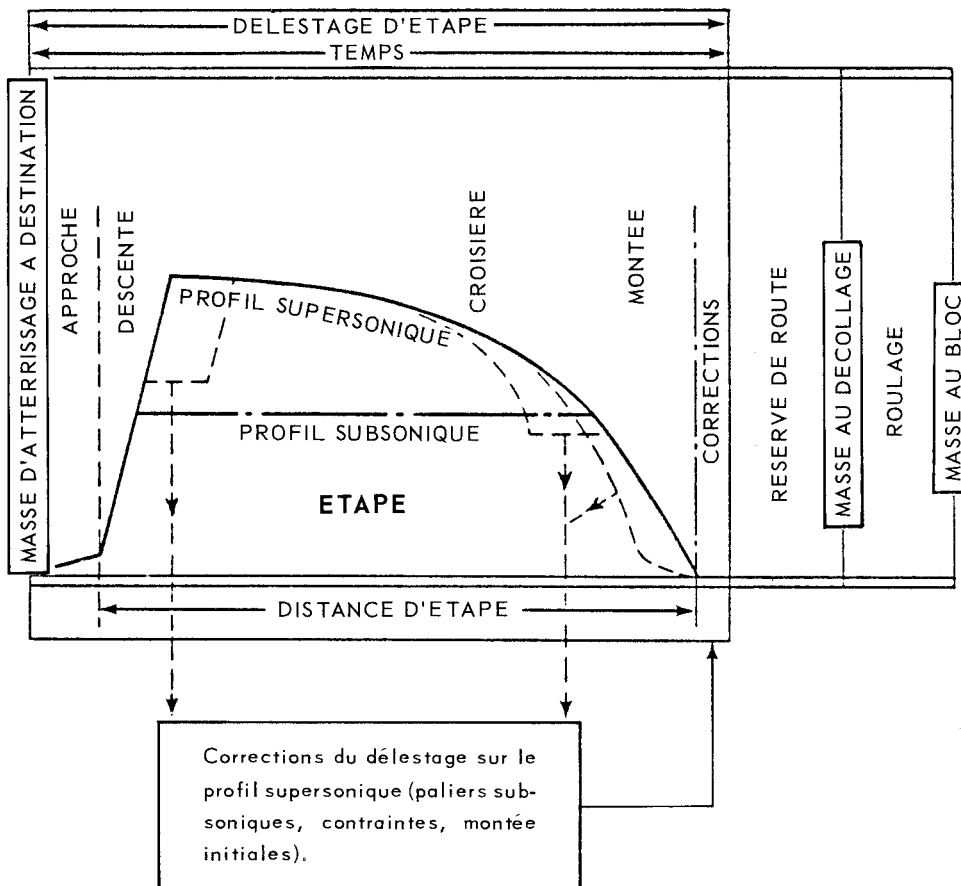 DELESTAGE D'ETAPE
TEMPS
MASSE D'ATTERRISSAGE A DESTINATION
APPROCHE
DESCENTE
CROISIERE
MONTEE
CORRECTIONS
RESERVE DE ROUTE
MASSE AU DECOLLAGE
ROULAGE
MASSE AU BLOC
PROFIL SUPERSONIQUE
PROFIL SUBSONIQUE
ETAPE
DISTANCE D'ETAPE
Corrections du délestage sur le
profil supersonique (paliers sub-
soniques, contraintes, montée
initiales).